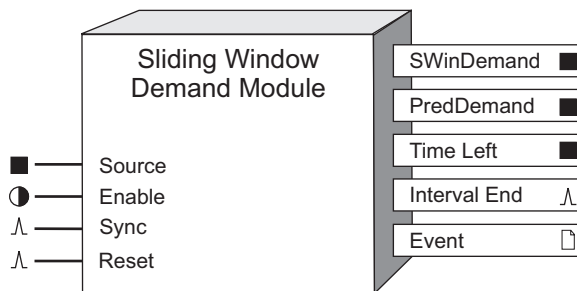 Sliding Window
Demand Module
Source
Enable
Sync
Reset
SWinDemand
PredDemand
Time Left
Interval End
Event